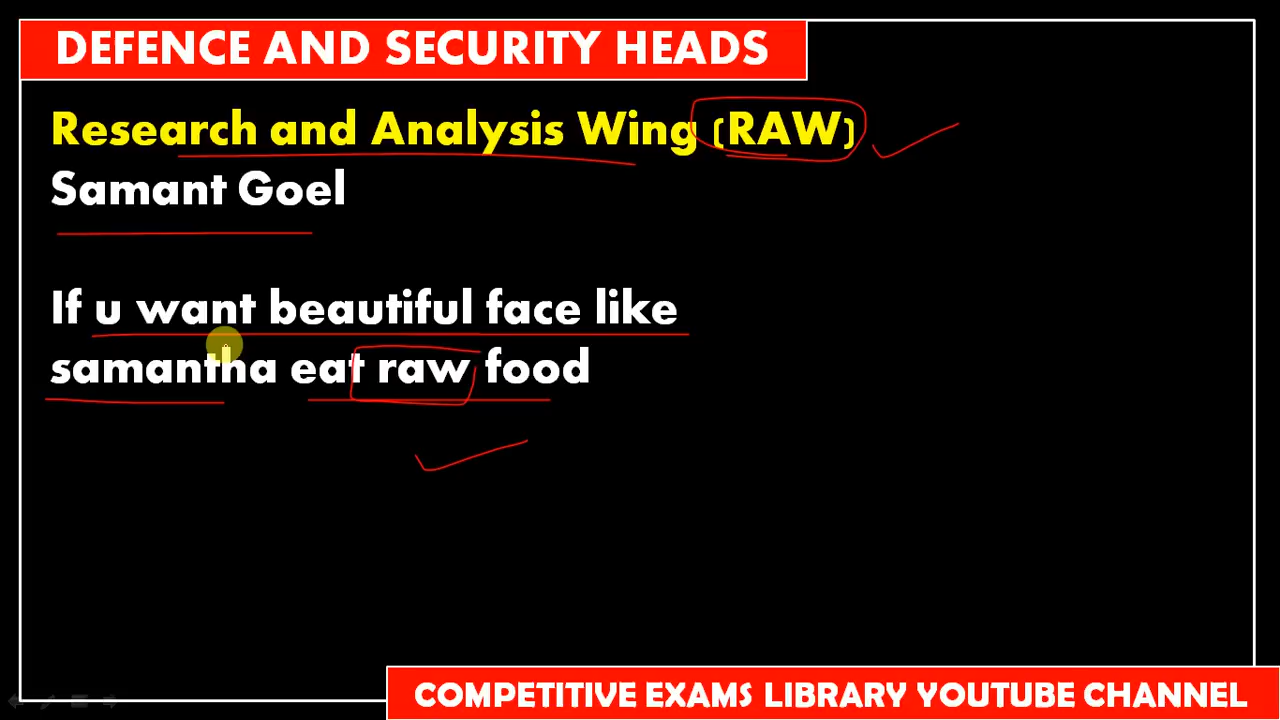 DEFENCE AND SECURITY HEADS
Research and Analysis Wing (RAW)
Samant Goel
If u want beautiful face like
samantha eat raw food
COMPETITIVE EXAMS LIBRARY YOUTUBE CHANNEL